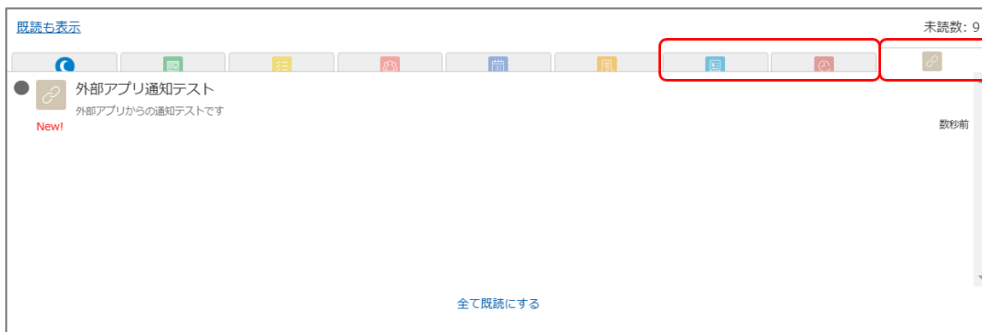 既読も表示
未読数: 9
外部アプリ通知テスト
外部アプリからの通知テストです
New!
数秒前
全て既読にする